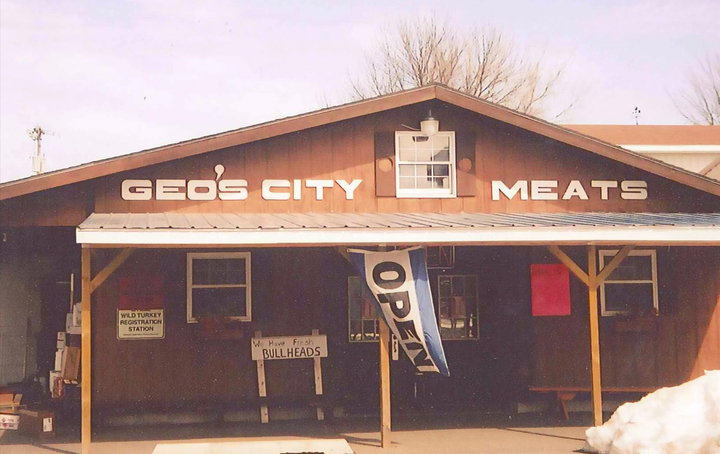 GEO'S CITY MEATS
OPEN
WILD TURKEY
REGISTRATION
STATION
We Have Fresh
BULLHEADS